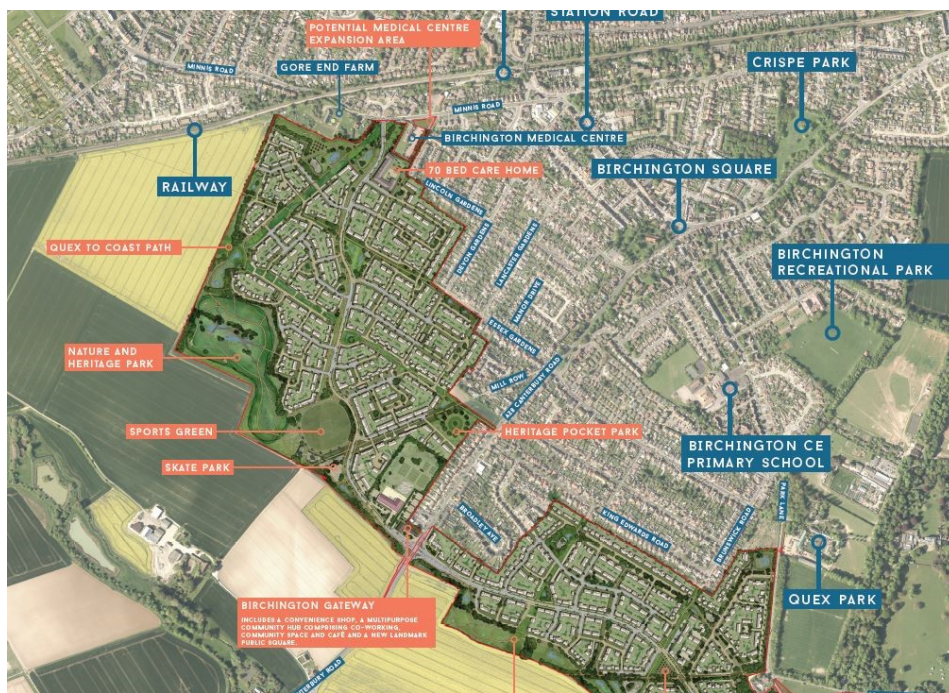 STATION ROAD
POTENTIAL MEDICAL CENTRE
EXPANSION AREA
MINNIS ROAD
GORE END FARM
CRISPE PARK
MINNIS ROAD
BIRCHINGTON MEDICAL CENTRE
70 BED CARE HOME
BIRCHINGTON SQUARE
RAILWAY
LINCOLN GARDENS
DEVON GARDENS
LANCASTER GARDENS
QUEX TO COAST PATH
BIRCHINGTON
RECREATIONAL PARK
MANOR DRIVE
ESSEX GARDENS
NATURE AND
HERITAGE PARK
MILL ROW
A28 CANTERBURY ROAD
SPORTS GREEN
HERITAGE POCKET PARK
SKATE PARK
BIRCHINGTON CE
PRIMARY SCHOOL
BROADLEY AVE
KING EDWARDS ROAD
BRUNSWICK ROAD
PARK LANE
QUEX PARK
BIRCHINGTON GATEWAY
INCLUDES A CONVENIENCE SHOP, A MULTIPURPOSE
COMMUNITY HUB COMPRISING CO-WORKING,
COMMUNITY SPACE AND CAFÉ AND A NEW LANDMARK
PUBLIC SQUARE.
ROAD